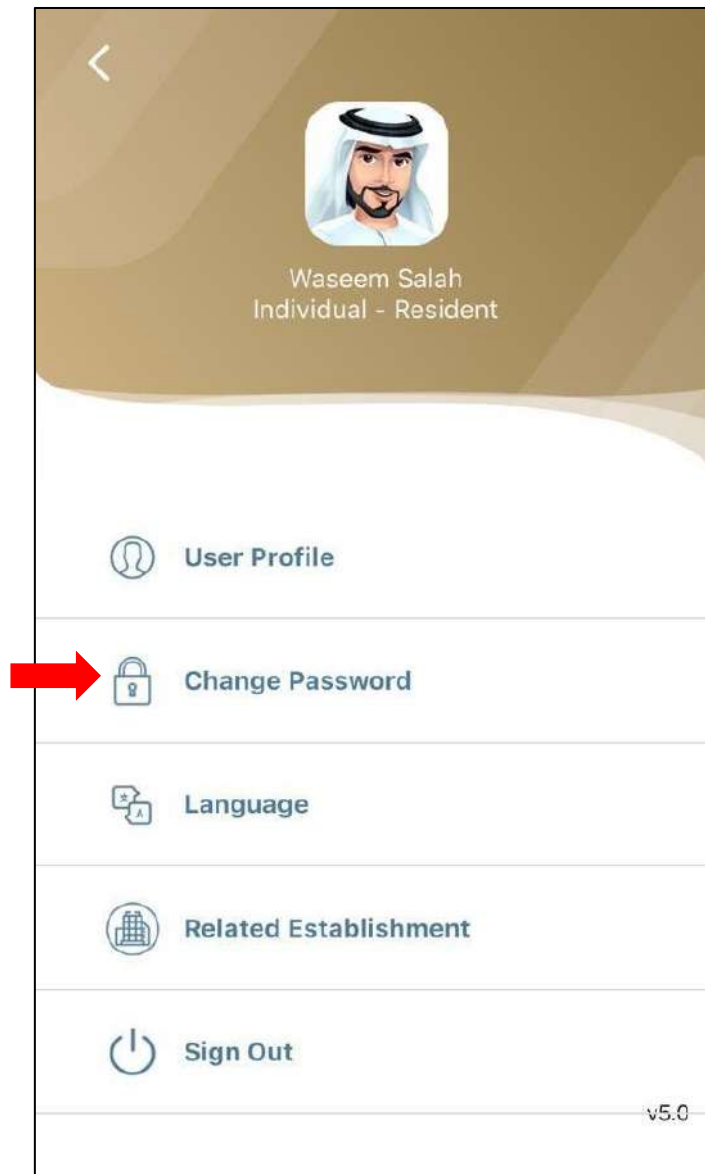 Waseem Salah
Individual - Resident
User Profile
Change Password
Language
Related Establishment
Sign Out
v5.0